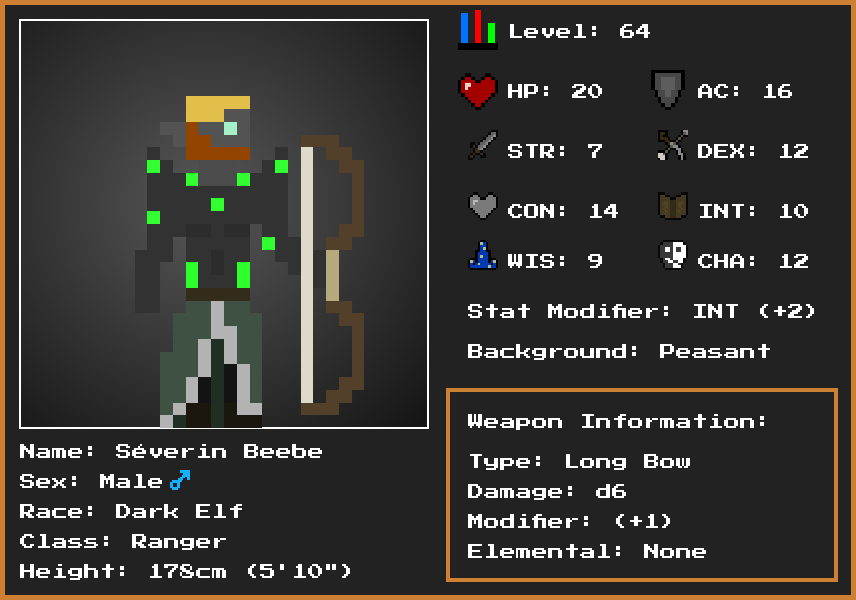 Level: 64
HP: 20
AC: 16
STR: 7
DEX: 12
CON: 14
INT: 10
WIS: 9
CHA: 12
Stat Modifier: INT (+2)
Background: Peasant
Weapon Information:
Type: Long Bow
Damage: d6
Modifier: (+1)
Elemental: None
Name: Séverin Beebe
Sex: Male ♂
Race: Dark Elf
Class: Ranger
Height: 178cm (5'10")